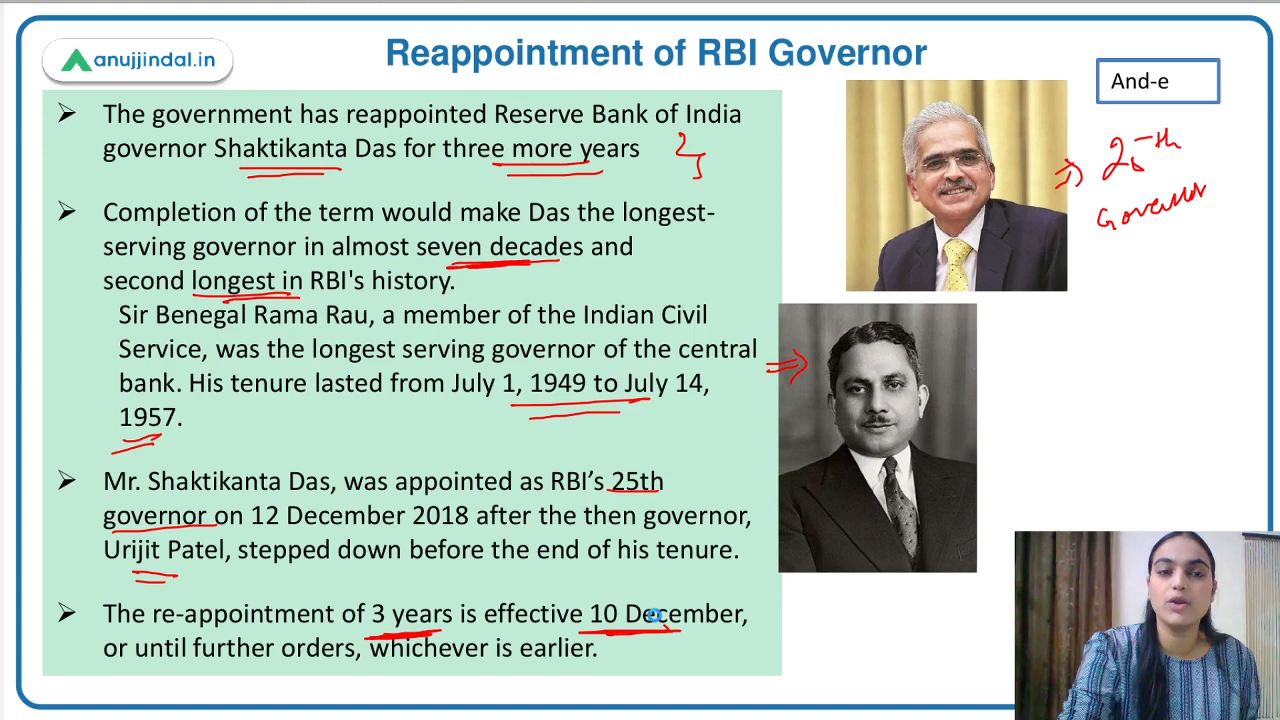 Reappointment of RBI Governor
anujjindal.in
And-e
➢ The government has reappointed Reserve Bank of India
governor Shaktikanta Das for three more years
25th
Governor
➢ Completion of the term would make Das the longest-
serving governor in almost seven decades and
second longest in RBI's history.
Sir Benegal Rama Rau, a member of the Indian Civil
Service, was the longest serving governor of the central
bank. His tenure lasted from July 1, 1949 to July 14,
1957.
➢ Mr. Shaktikanta Das, was appointed as RBI’s 25th
governor on 12 December 2018 after the then governor,
Urijit Patel, stepped down before the end of his tenure.
➢ The re-appointment of 3 years is effective 10 December,
or until further orders, whichever is earlier.